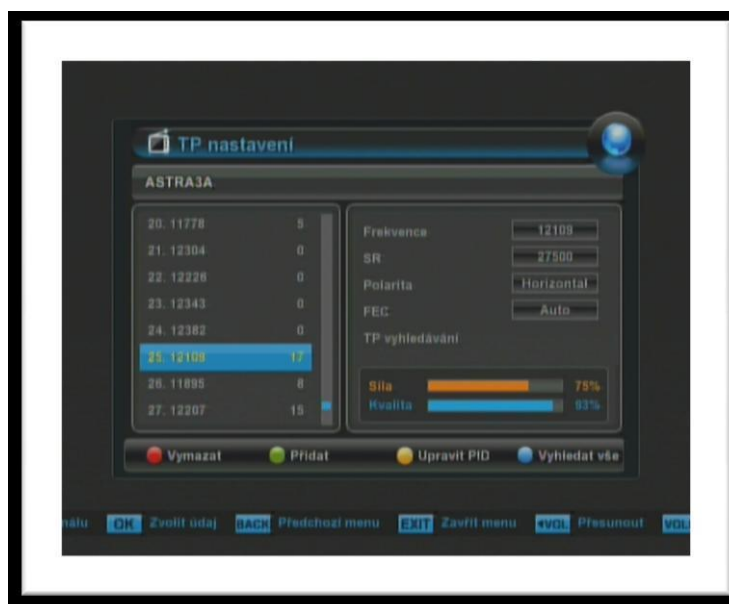 TP nastavení
ASTRA3A
20. 11778 5
21. 12304 0
22. 12226 0
23. 12343 0
24. 12382 0
25. 12109 17
26. 11895 8
27. 12207 15
Frekvence 12109
SR 27500
Polarita Horizontal
FEC Auto
TP vyhledávání
Síla 75%
Kvalita 93%
Vymazat Přidat Upravit PID Vyhledat vše
nálu OK Zvolit údaj BACK Předchozí menu EXIT Zavřít menu ◄VOL Přesunout VOL